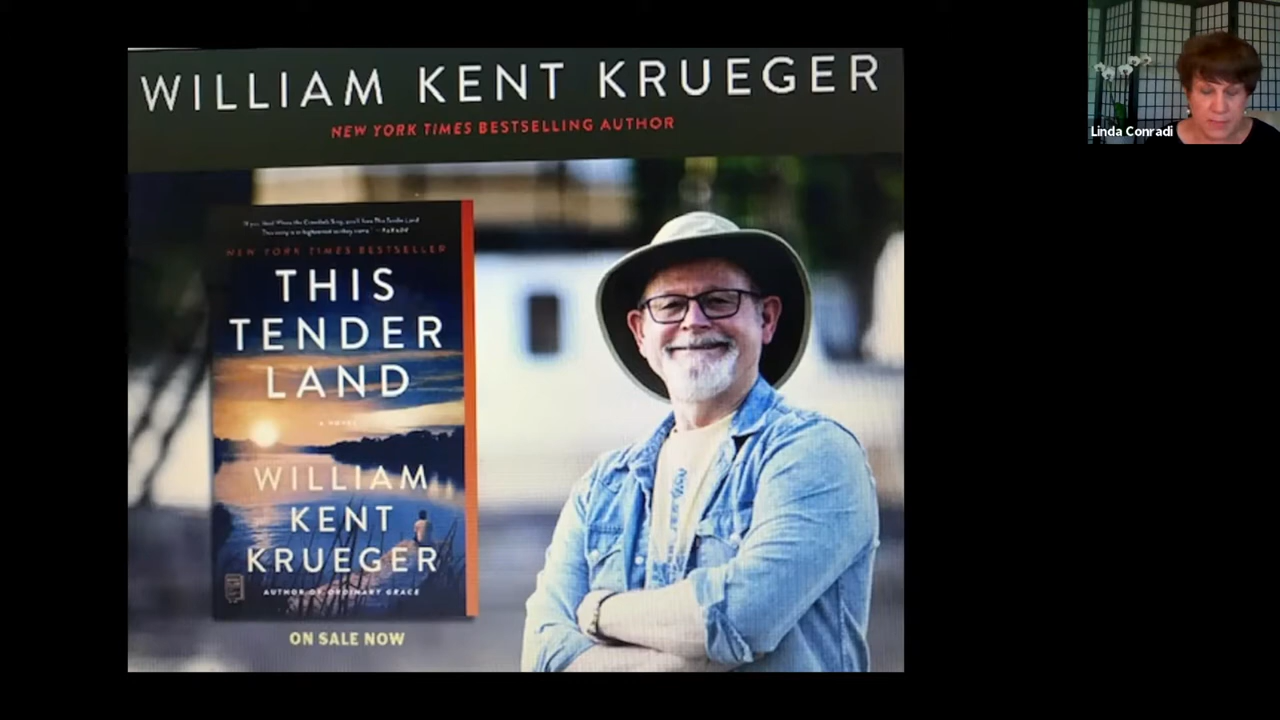 WILLIAM KENT KRUEGER
NEW YORK TIMES BESTSELLING AUTHOR
NEW YORK TIMES BESTSELLER
THIS
TENDER
LAND
A NOVEL
WILLIAM
KENT
KRUEGER
AUTHOR OF ORDINARY GRACE
ON SALE NOW
Linda Conradi